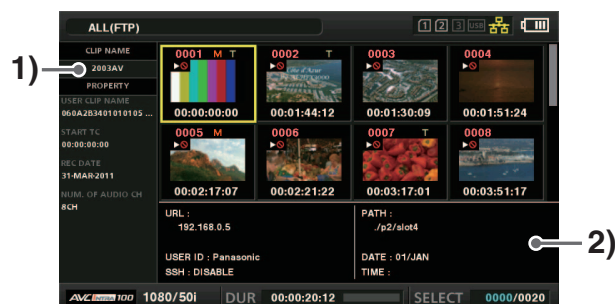 ALL(FTP)
1 2 3 USB
CLIP NAME
2003AV
PROPERTY
USER CLIP NAME
060A2B3401010105 ...
START TC
00:00:00:00
REC DATE
31-MAR-2011
NUM. OF AUDIO CH
8CH
0001 M T
00:00:00:00
0002 T
Côte d'Azur
00:01:44:12
0003
00:01:30:09
0004
00:01:51:24
0005 M
00:02:17:07
0006
00:02:21:22
0007 T
00:03:17:01
0008
00:03:51:17
URL :
192.168.0.5
USER ID : Panasonic
SSH : DISABLE
PATH :
./p2/slot4
DATE : 01/JAN
TIME :
AVC INTRA 100 1080/50i DUR 00:00:20:12 SELECT 0000/0020
1)
2)